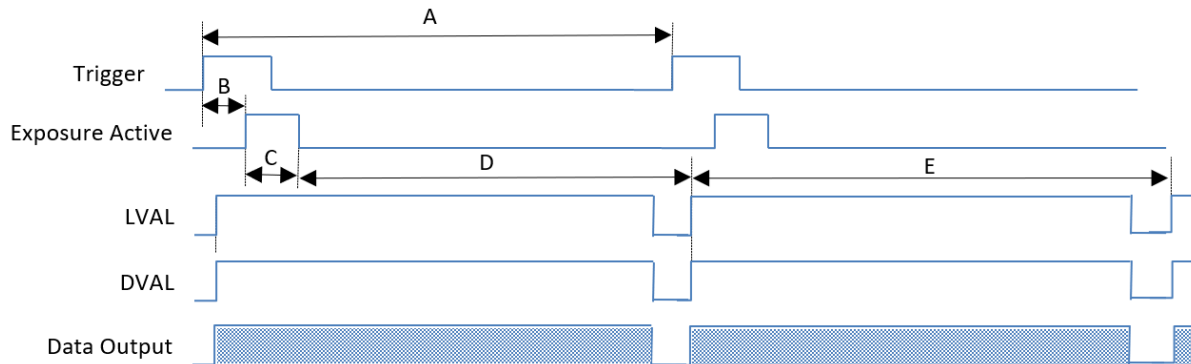 A
Trigger
B
Exposure Active
C
D
E
LVAL
DVAL
Data Output